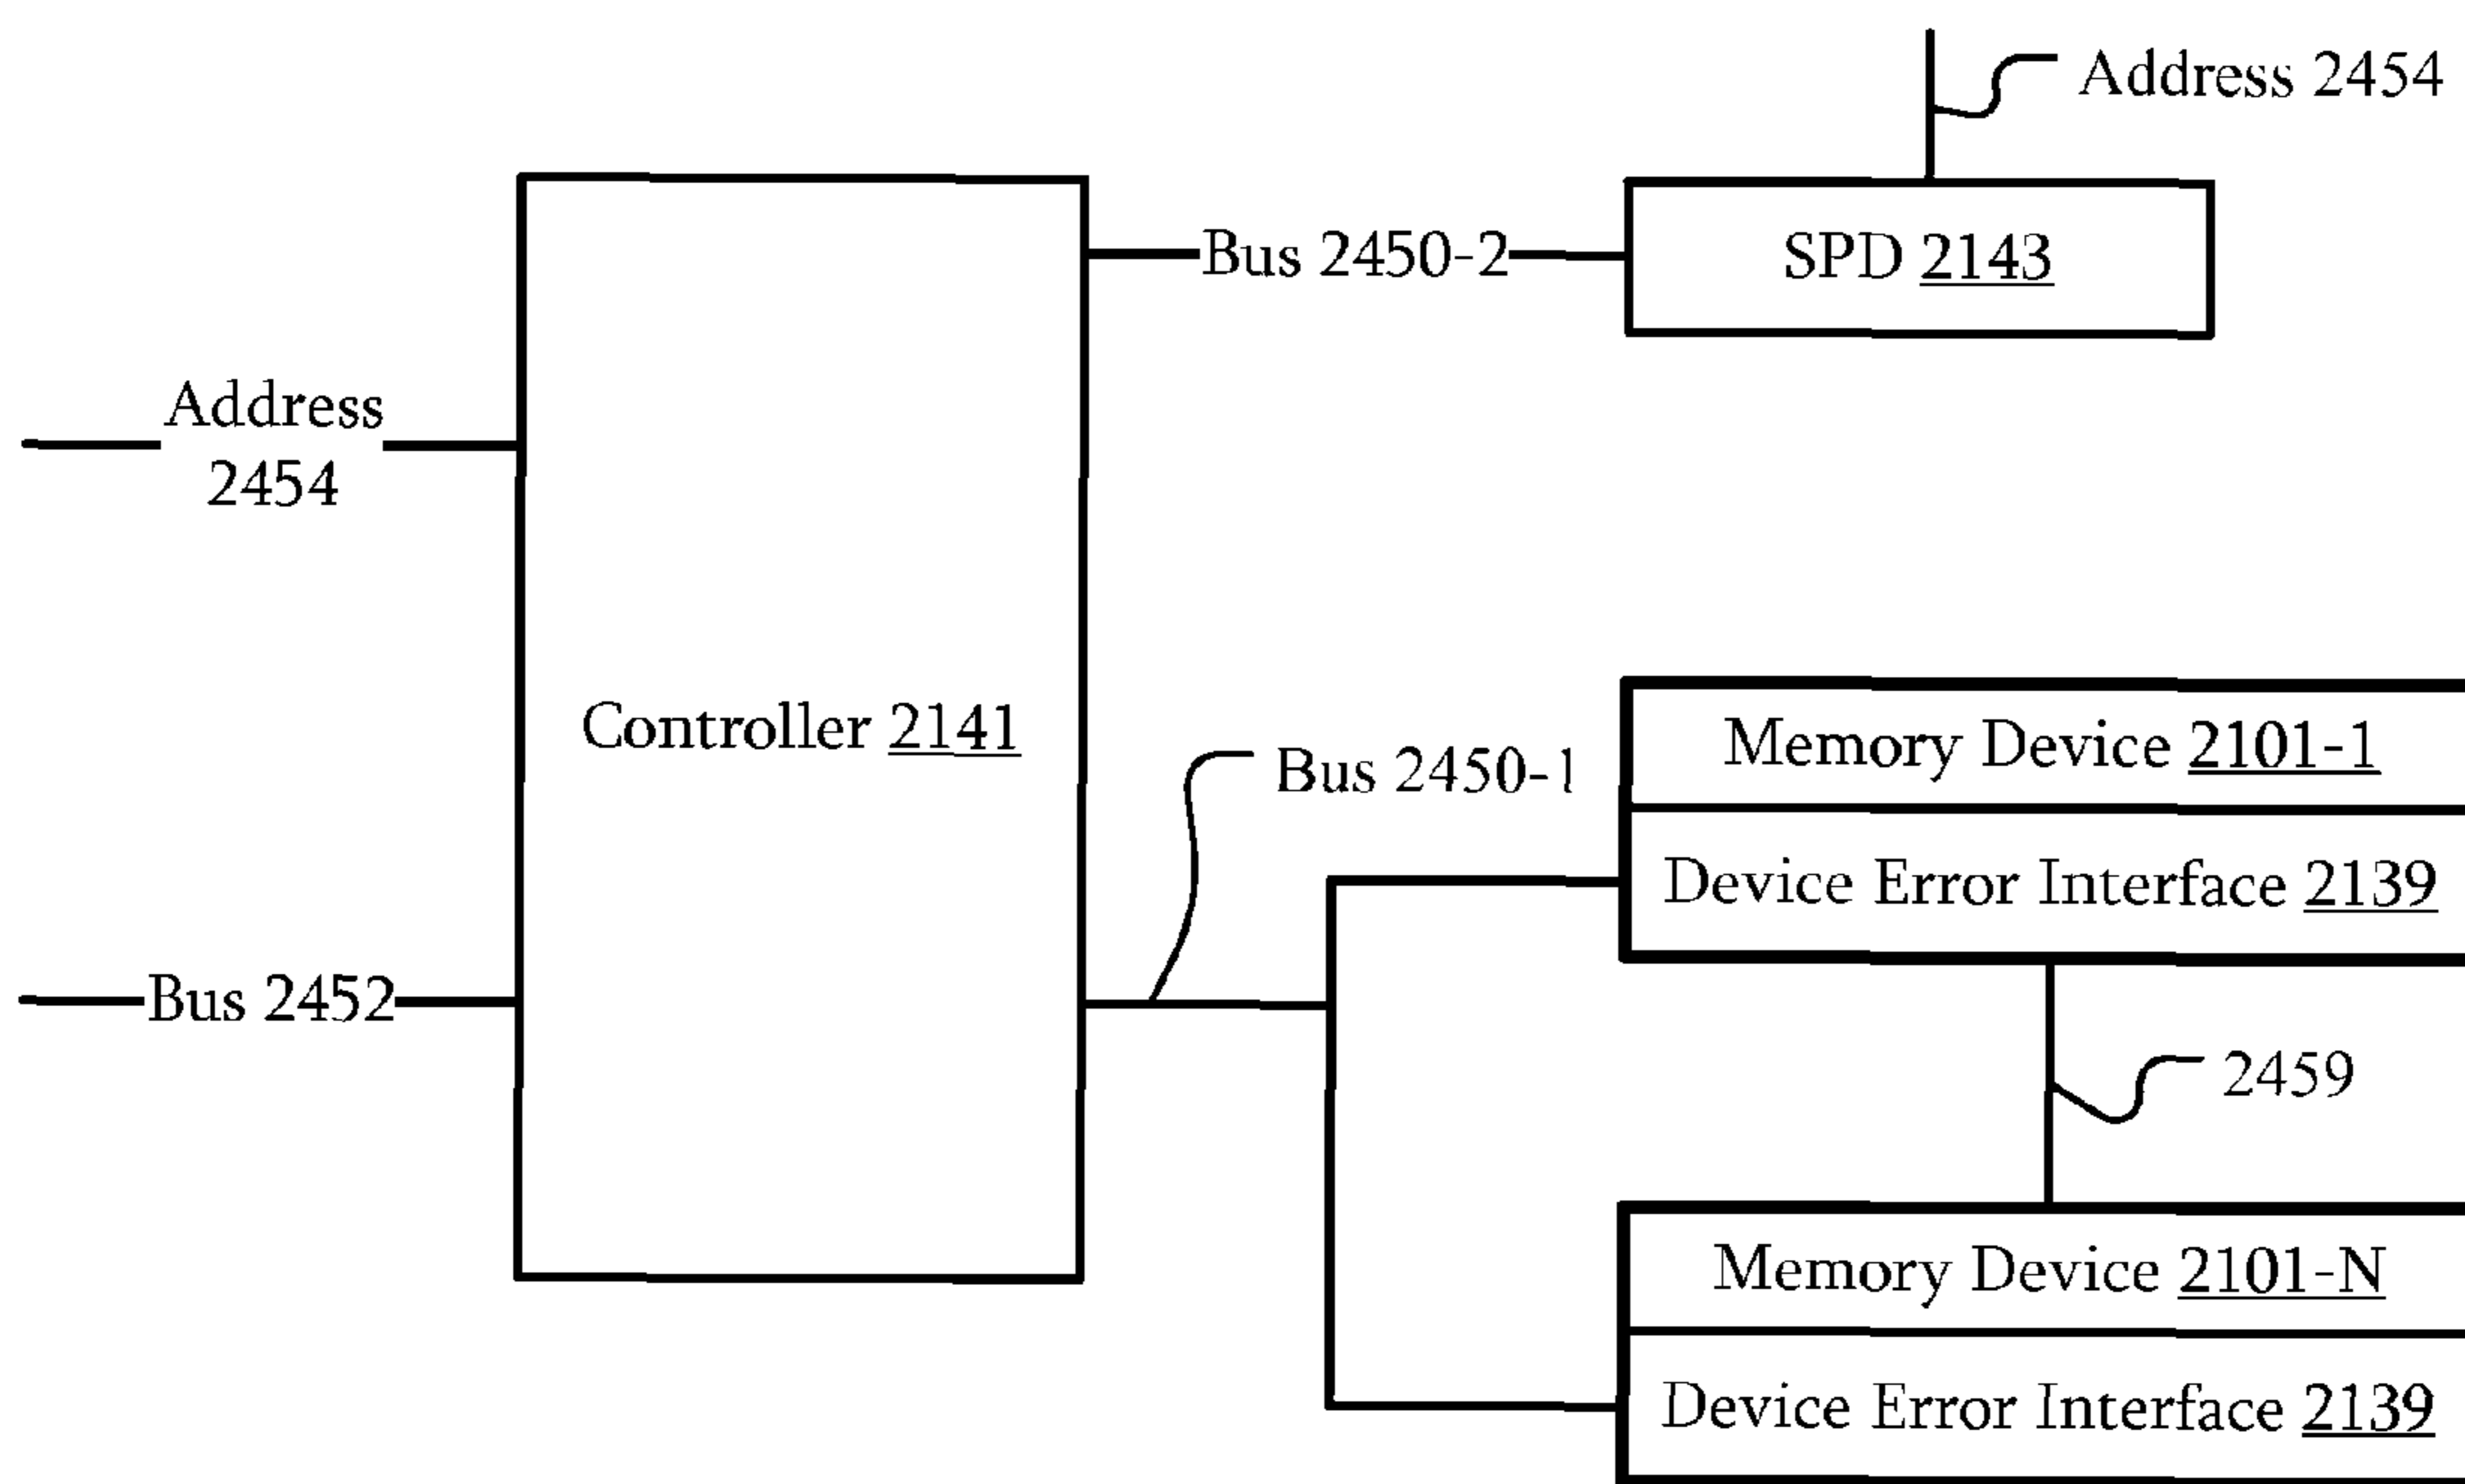 Address 2454
Bus 2450-2
SPD 2143
Address
2454
Controller 2141
Memory Device 2101-1
Bus 2450-1
Device Error Interface 2139
Bus 2452
2459
Memory Device 2101-N
Device Error Interface 2139